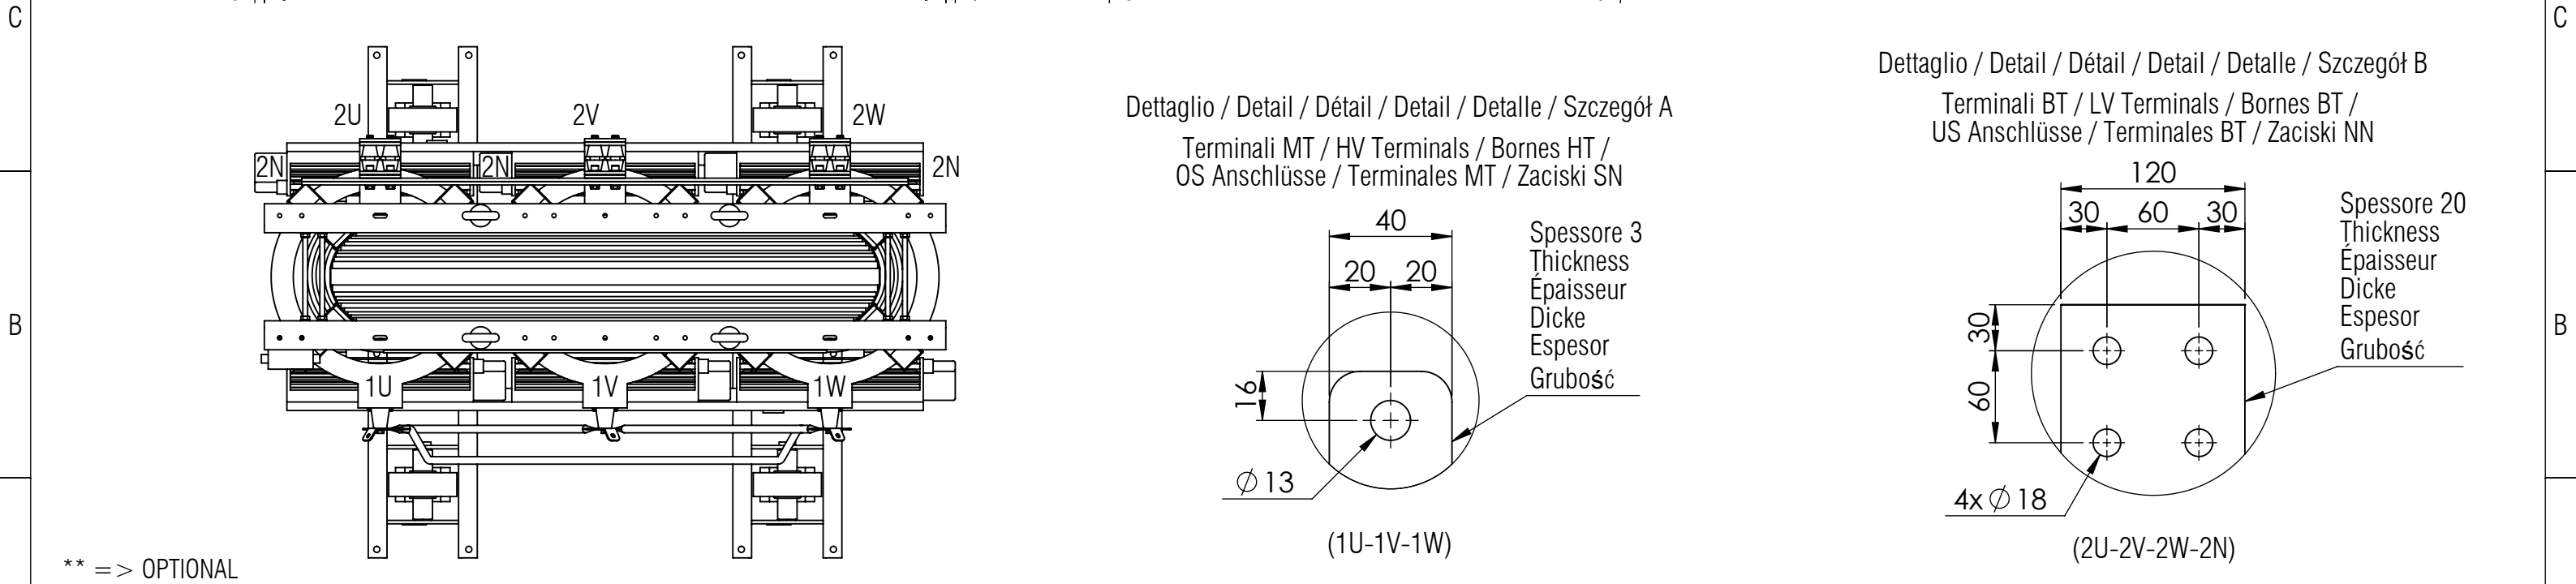 C
C
B
B
2U
2V
2W
2N
2N
2N
1U
1V
1W
** => OPTIONAL
Dettaglio / Detail / Détail / Detail / Detalle / Szczegół A
Terminali MT / HV Terminals / Bornes HT /
OS Anschlüsse / Terminales MT / Zaciski SN
40
20
20
16
∅ 13
Spessore 3
Thickness
Épaisseur
Dicke
Espesor
Grubość
(1U-1V-1W)
Dettaglio / Detail / Détail / Detail / Detalle / Szczegół B
Terminali BT / LV Terminals / Bornes BT /
US Anschlüsse / Terminales BT / Zaciski NN
120
30
60
30
30
60
4x ∅ 18
Spessore 20
Thickness
Épaisseur
Dicke
Espesor
Grubość
(2U-2V-2W-2N)